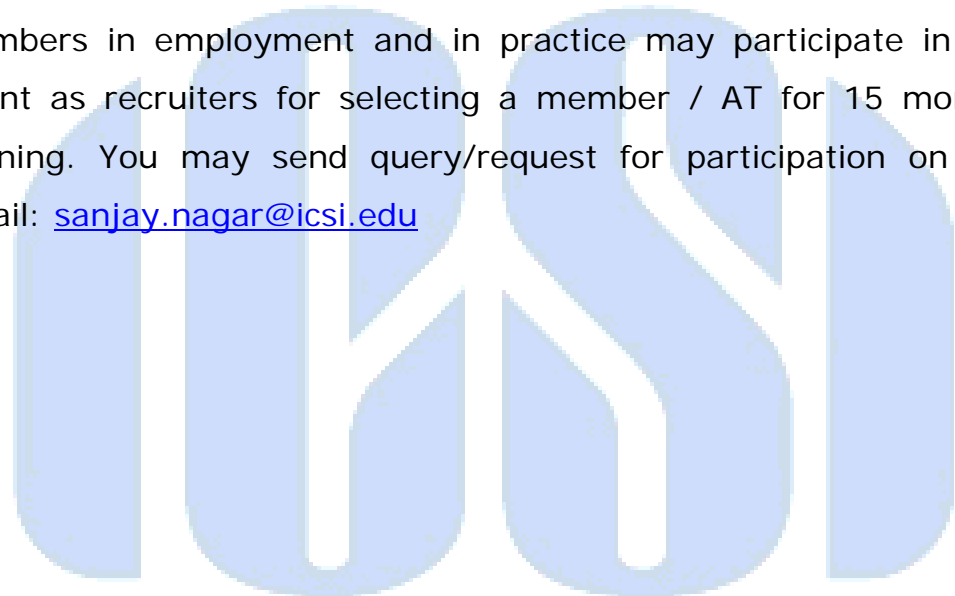 mbers in employment and in practice may participate in
nt as recruiters for selecting a member / AT for 15 mo
ning. You may send query/request for participation on
ail: sanjay.nagar@icsi.edu
ICSI